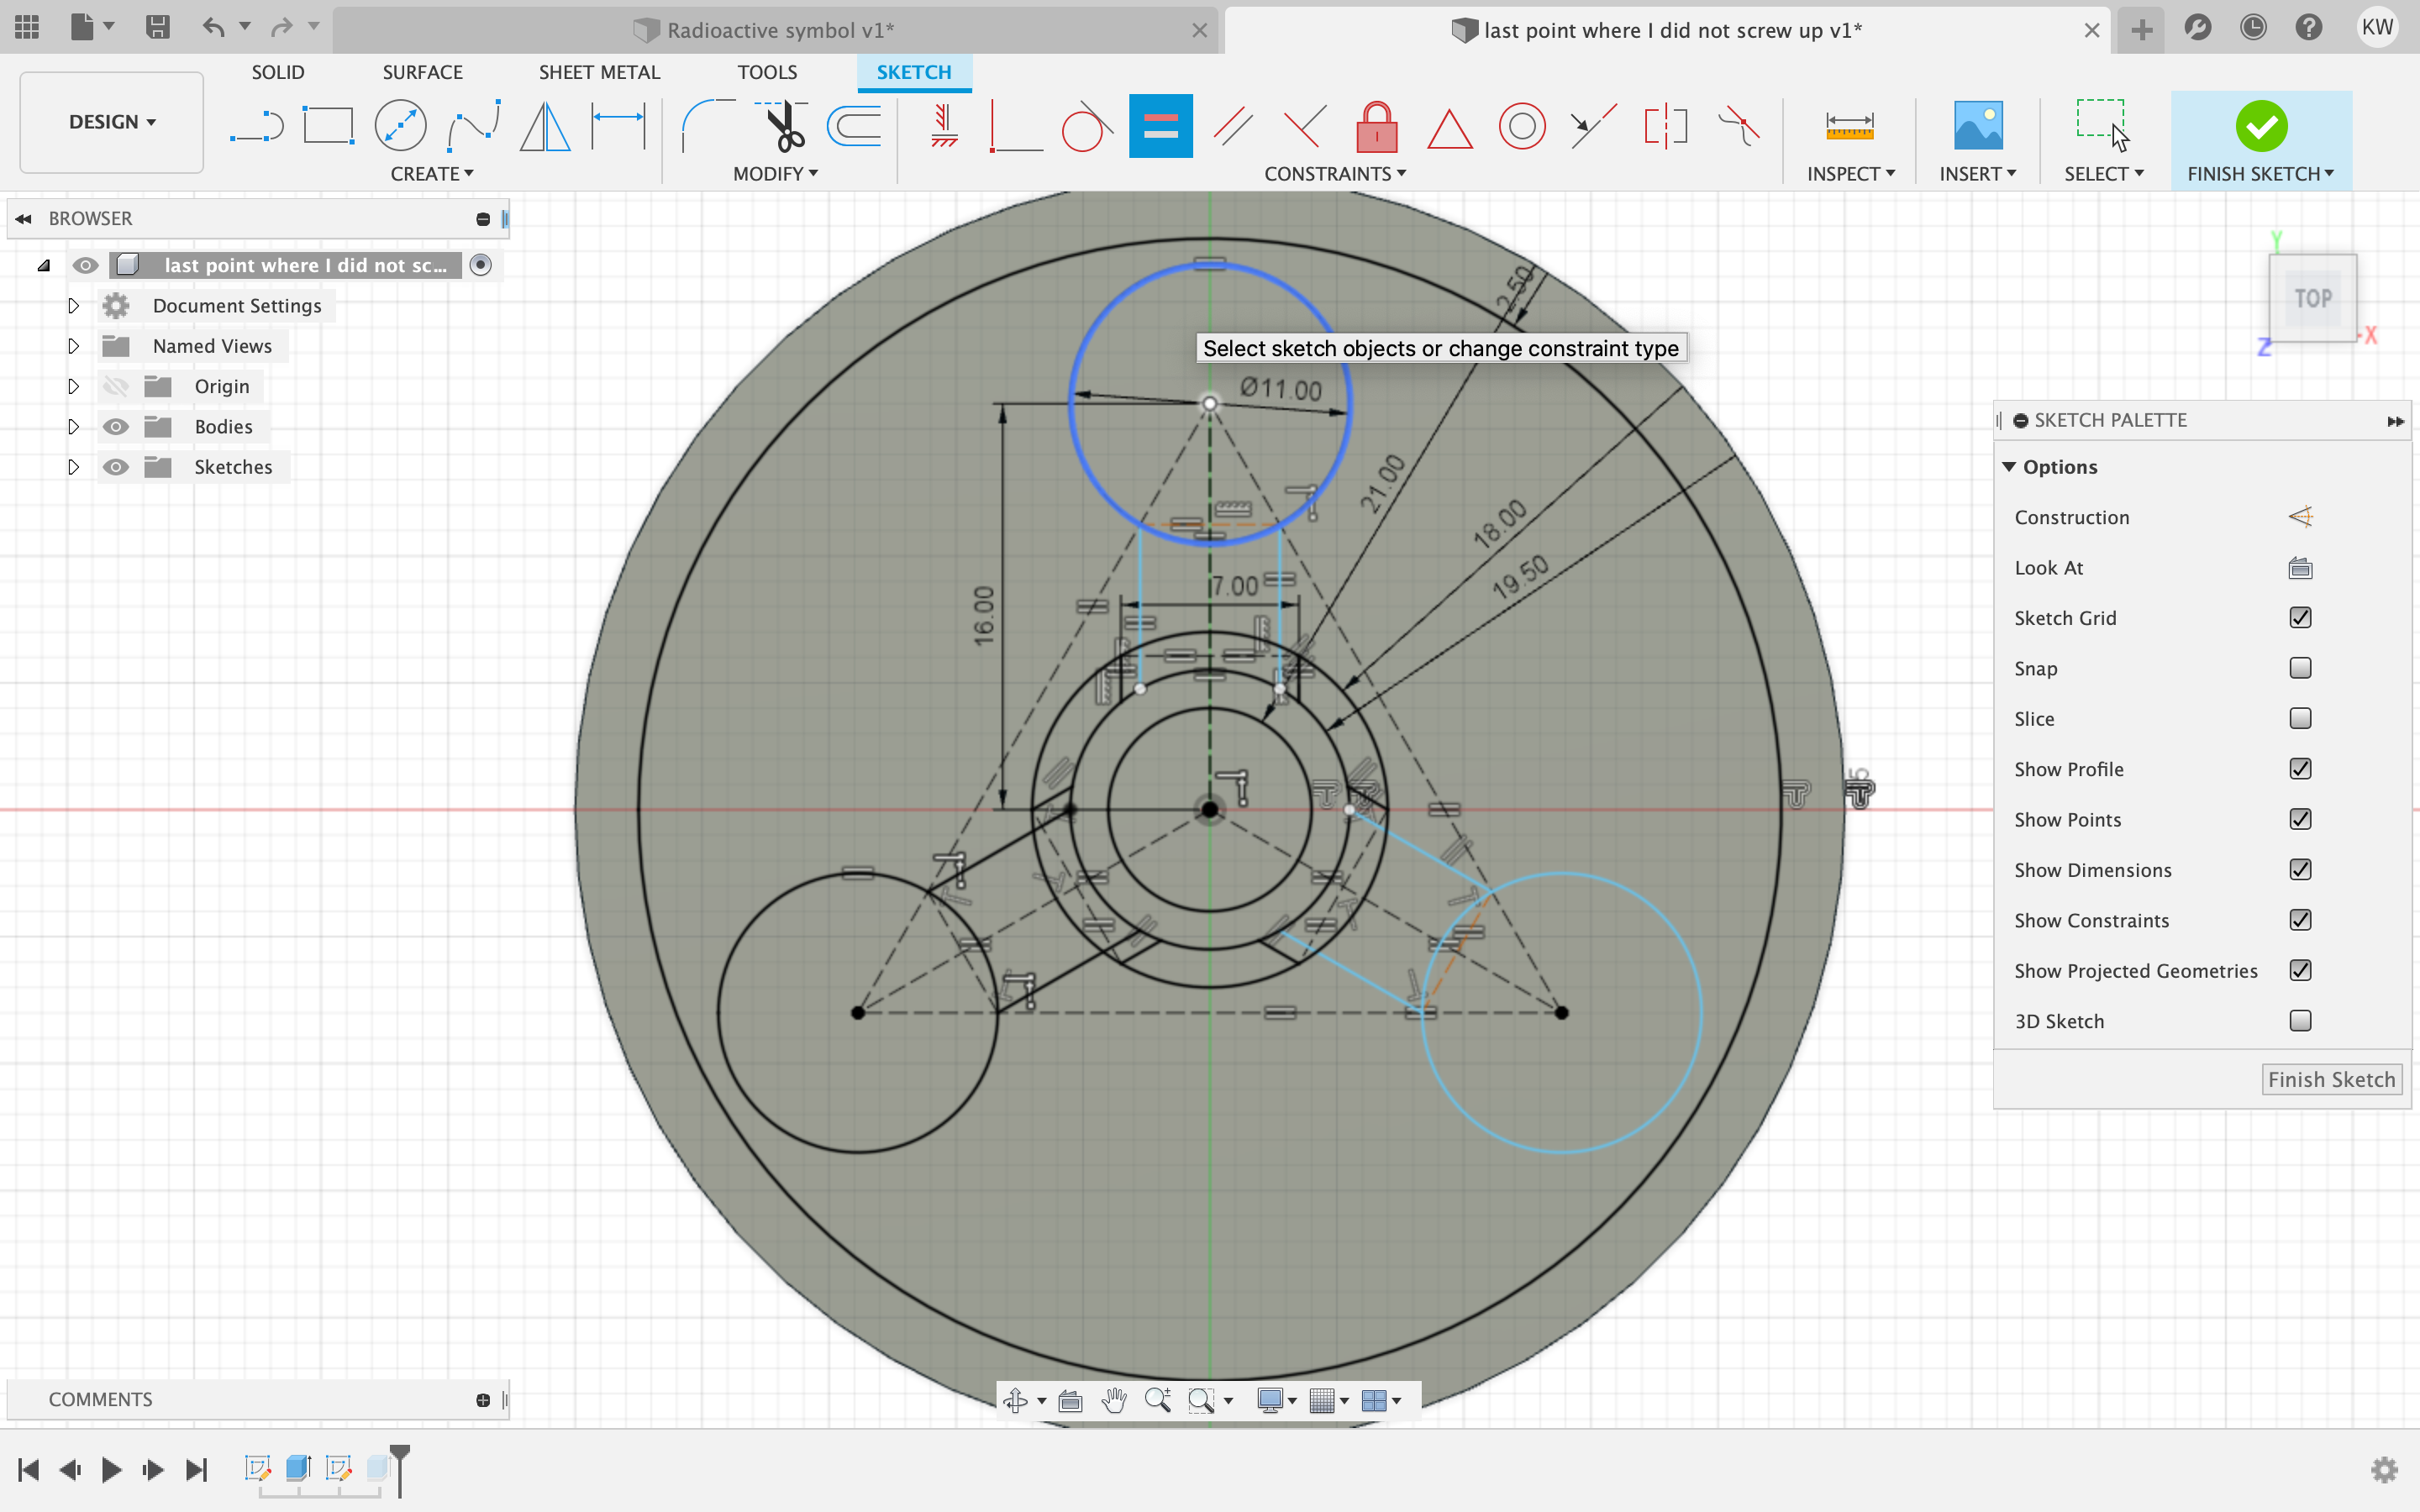 Radioactive symbol v1*
last point where I did not screw up v1*
KW
SOLID
SURFACE
SHEET METAL
TOOLS
SKETCH
DESIGN
CREATE
MODIFY
CONSTRAINTS
INSPECT
INSERT
SELECT
FINISH SKETCH
BROWSER
last point where I did not sc...
Document Settings
Named Views
Origin
Bodies
Sketches
2.50
Select sketch objects or change constraint type
Ø11.00
21.00
18.00
19.50
7.00
16.00
Y
TOP
X
Z
SKETCH PALETTE
Options
Construction
Look At
Sketch Grid
Snap
Slice
Show Profile
Show Points
Show Dimensions
Show Constraints
Show Projected Geometries
3D Sketch
Finish Sketch
COMMENTS